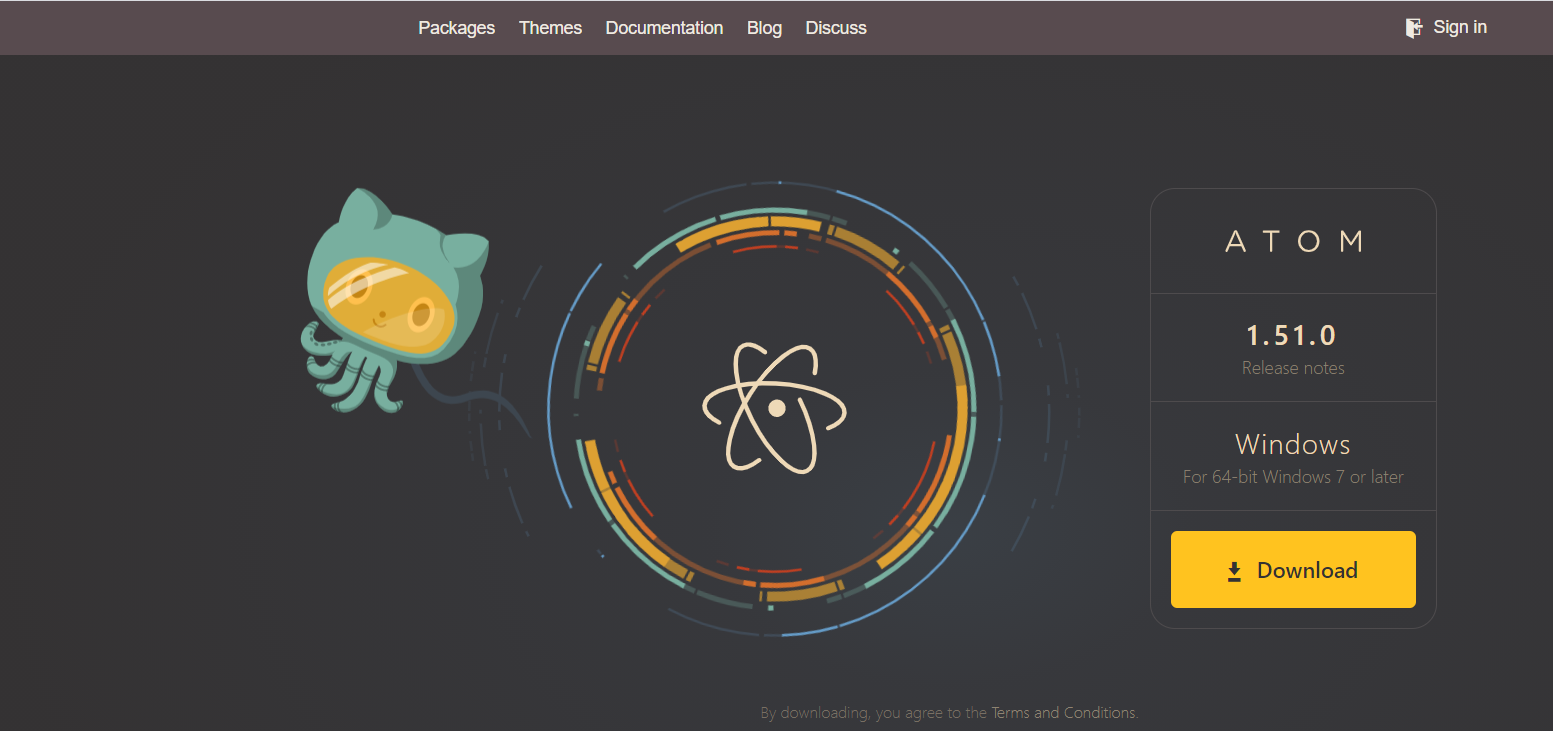 Packages Themes Documentation Blog Discuss Sign in
ATOM
1.51.0
Release notes
Windows
For 64-bit Windows 7 or later
Download
By downloading, you agree to the Terms and Conditions.